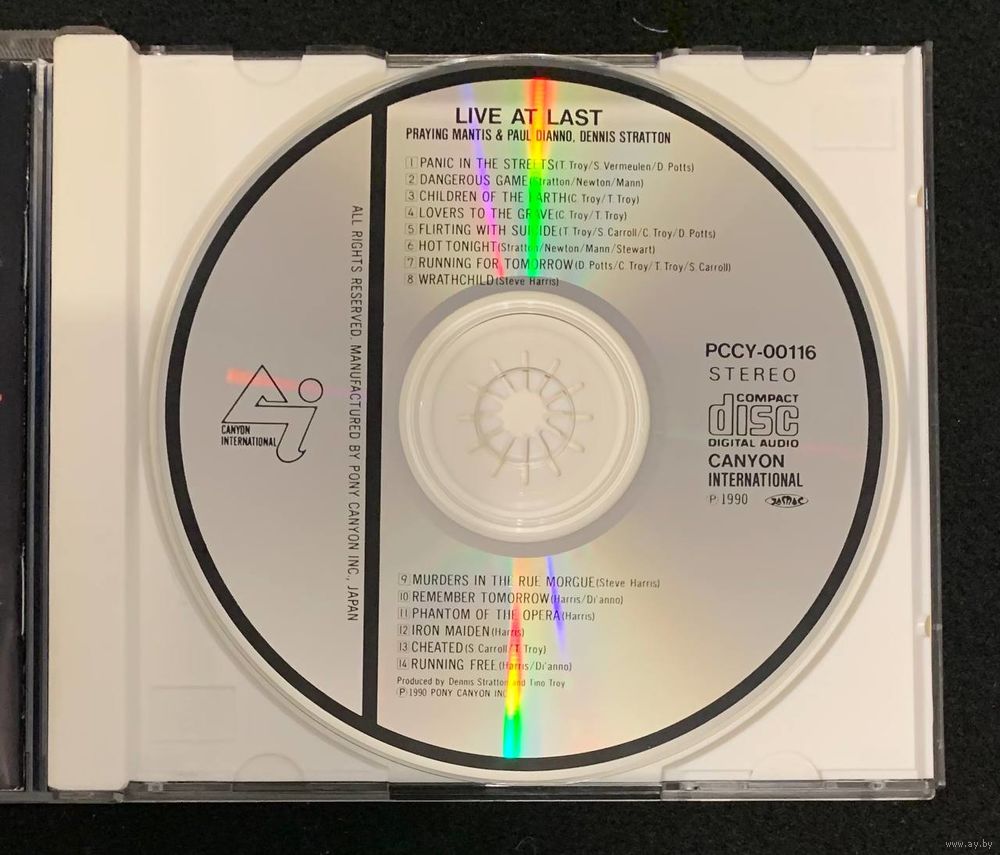 LIVE AT LAST
PRAYING MANTIS & PAUL DIANNO, DENNIS STRATTON
1 PANIC IN THE STREETS(T. Troy/S. Vermeulen/D. Potts)
2 DANGEROUS GAME(Stratton/Newton/Mann)
3 CHILDREN OF THE EARTH(C. Troy/T. Troy)
4 LOVERS TO THE GRAVE(C. Troy/T. Troy)
5 FLIRTING WITH SUICIDE(T. Troy/S. Carroll/C. Troy/D. Potts)
6 HOT TONIGHT(Stratton/Newton/Mann/Stewart)
7 RUNNING FOR TOMORROW(D. Potts/C. Troy/T. Troy/S. Carroll)
8 WRATHCHILD(Steve Harris)
ALL RIGHTS RESERVED. MANUFACTURED BY PONY CANYON INC., JAPAN
CANYON
INTERNATIONAL
PCCY-00116
STEREO
COMPACT
disc
DIGITAL AUDIO
CANYON
INTERNATIONAL
Ⓟ 1990 JASRAC
9 MURDERS IN THE RUE MORGUE(Steve Harris)
10 REMEMBER TOMORROW(Harris/Di'anno)
11 PHANTOM OF THE OPERA(Harris)
12 IRON MAIDEN(Harris)
13 CHEATED(S. Carroll/T. Troy)
14 RUNNING FREE(Harris/Di'anno)
Produced by Dennis Stratton and Tino Troy
Ⓟ1990 PONY CANYON INC.
www.ay.by